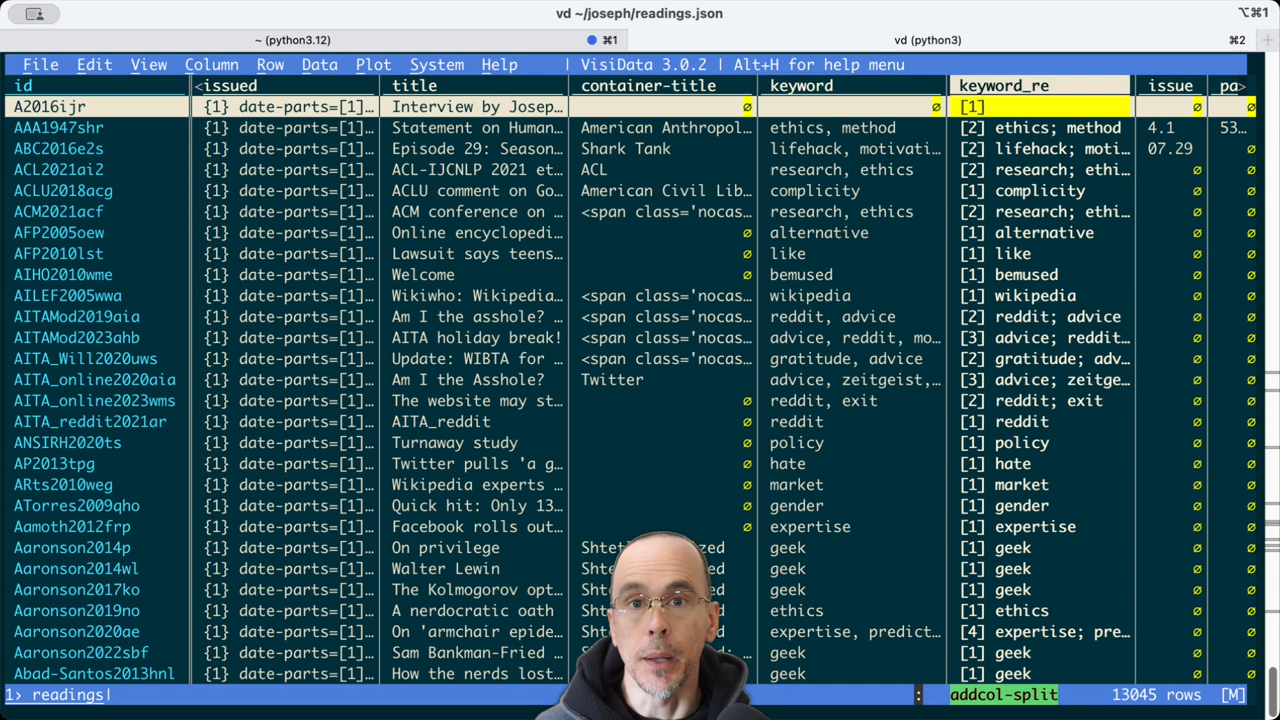 vd ~/joseph/readings.json ⌥⌘1
~ (python3.12) ⌘1 vd (python3) ⌘2 +
File Edit View Column Row Data Plot System Help | VisiData 3.0.2 | Alt+H for help menu
id <issued title container-title keyword keyword_re issue pa>
A2016ijr {1} date-parts=[1]… Interview by Josep… ∅ ∅ [1] ∅ ∅
AAA1947shr {1} date-parts=[1]… Statement on Human… American Anthropol… ethics, method [2] ethics; method 4.1 53…
ABC2016e2s {1} date-parts=[1]… Episode 29: Season… Shark Tank lifehack, motivati… [2] lifehack; moti… 07.29 ∅
ACL2021ai2 {1} date-parts=[1]… ACL-IJCNLP 2021 et… ACL research, ethics [2] research; ethi… ∅ ∅
ACLU2018acg {1} date-parts=[1]… ACLU comment on Go… American Civil Lib… complicity [1] complicity ∅ ∅
ACM2021acf {1} date-parts=[1]… ACM conference on … <span class='nocas… research, ethics [2] research; ethi… ∅ ∅
AFP2005oew {1} date-parts=[1]… Online encyclopedi… ∅ alternative [1] alternative ∅ ∅
AFP2010lst {1} date-parts=[1]… Lawsuit says teens… ∅ like [1] like ∅ ∅
AIHO2010wme {1} date-parts=[1]… Welcome ∅ bemused [1] bemused ∅ ∅
AILEF2005wwa {1} date-parts=[1]… Wikiwho: Wikipedia… <span class='nocas… wikipedia [1] wikipedia ∅ ∅
AITAMod2019aia {1} date-parts=[1]… Am I the asshole? … <span class='nocas… reddit, advice [2] reddit; advice ∅ ∅
AITAMod2023ahb {1} date-parts=[1]… AITA holiday break! <span class='nocas… advice, reddit, mo… [3] advice; reddit… ∅ ∅
AITA_Will2020uws {1} date-parts=[1]… Update: WIBTA for … <span class='nocas… gratitude, advice [2] gratitude; adv… ∅ ∅
AITA_online2020aia {1} date-parts=[1]… Am I the Asshole? Twitter advice, zeitgeist,… [3] advice; zeitge… ∅ ∅
AITA_online2023wms {1} date-parts=[1]… The website may st… ∅ reddit, exit [2] reddit; exit ∅ ∅
AITA_reddit2021ar {1} date-parts=[1]… AITA_reddit ∅ reddit [1] reddit ∅ ∅
ANSIRH2020ts {1} date-parts=[1]… Turnaway study ∅ policy [1] policy ∅ ∅
AP2013tpg {1} date-parts=[1]… Twitter pulls 'a g… ∅ hate [1] hate ∅ ∅
ARts2010weg {1} date-parts=[1]… Wikipedia experts … ∅ market [1] market ∅ ∅
ATorres2009qho {1} date-parts=[1]… Quick hit: Only 13… ∅ gender [1] gender ∅ ∅
Aamoth2012frp {1} date-parts=[1]… Facebook rolls out… ∅ expertise [1] expertise ∅ ∅
Aaronson2014p {1} date-parts=[1]… On privilege geek [1] geek ∅ ∅
Aaronson2014wl {1} date-parts=[1]… Walter Lewin geek [1] geek ∅ ∅
Aaronson2017ko {1} date-parts=[1]… The Kolmogorov opt… geek [1] geek ∅ ∅
Aaronson2019no {1} date-parts=[1]… A nerdocratic oath ethics [1] ethics ∅ ∅
Aaronson2020ae {1} date-parts=[1]… On 'armchair epide… expertise, predict… [4] expertise; pre… ∅ ∅
Aaronson2022sbf {1} date-parts=[1]… Sam Bankman-Fried … geek [1] geek ∅ ∅
Abad-Santos2013hnl {1} date-parts=[1]… How the nerds lost… geek [1] geek ∅ ∅
1› readings| : addcol-split 13045 rows [M]